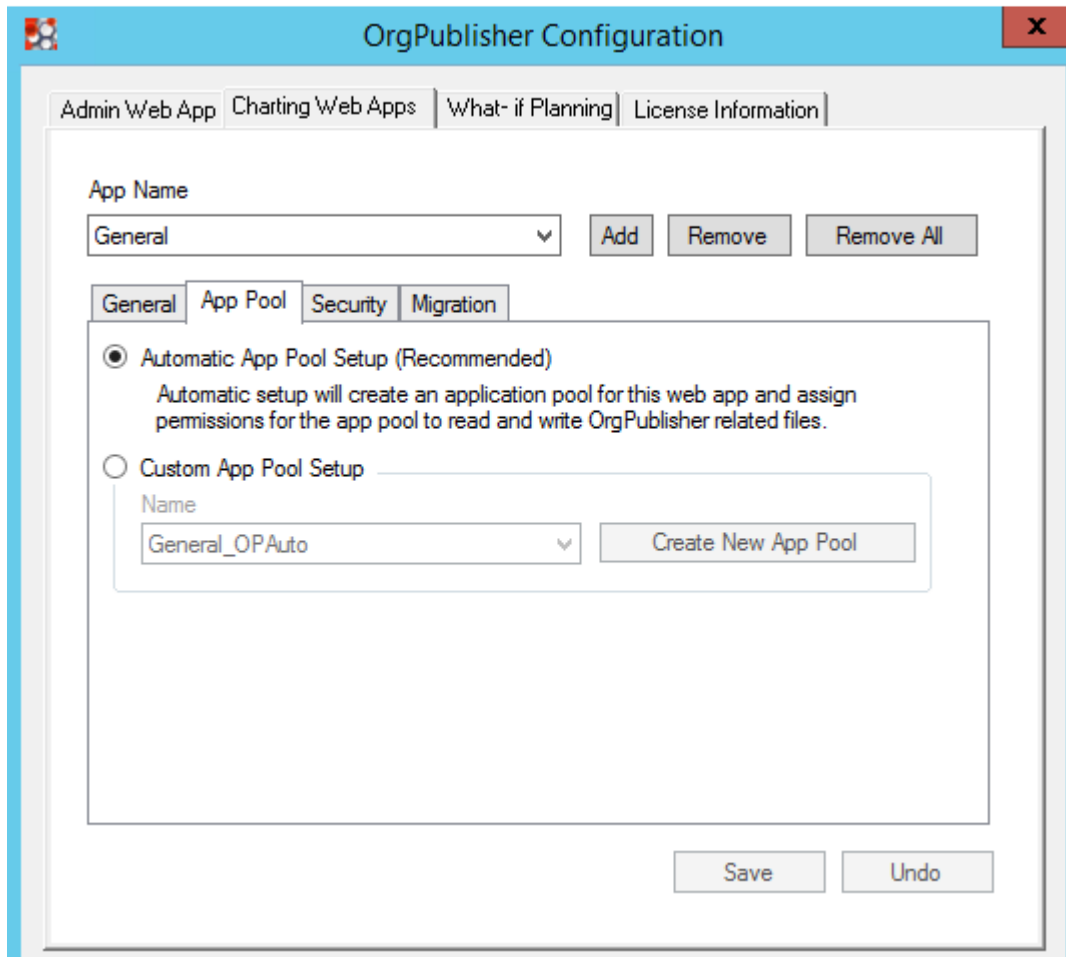 OrgPublisher Configuration
x
Admin Web App Charting Web Apps What- if Planning License Information
App Name
General Add Remove Remove All
General App Pool Security Migration
Automatic App Pool Setup (Recommended)
Automatic setup will create an application pool for this web app and assign
permissions for the app pool to read and write OrgPublisher related files.
Custom App Pool Setup
Name
General_OPAuto Create New App Pool
Save Undo